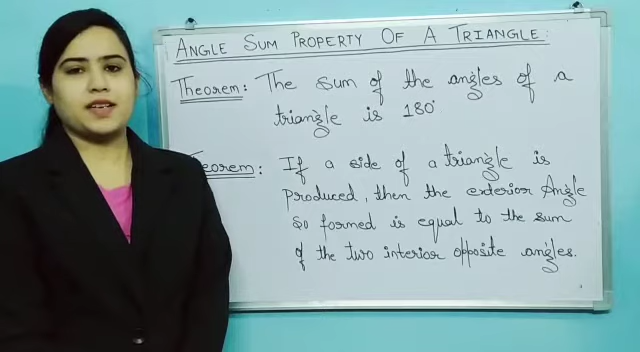 ANGLE SUM PROPERTY OF A TRIANGLE:
Theorem: The sum of the angles of a
triangle is 180°
eorem: If a side of a triangle is
produced, then the exterior Angle
so formed is equal to the sum
of the two interior opposite angles.